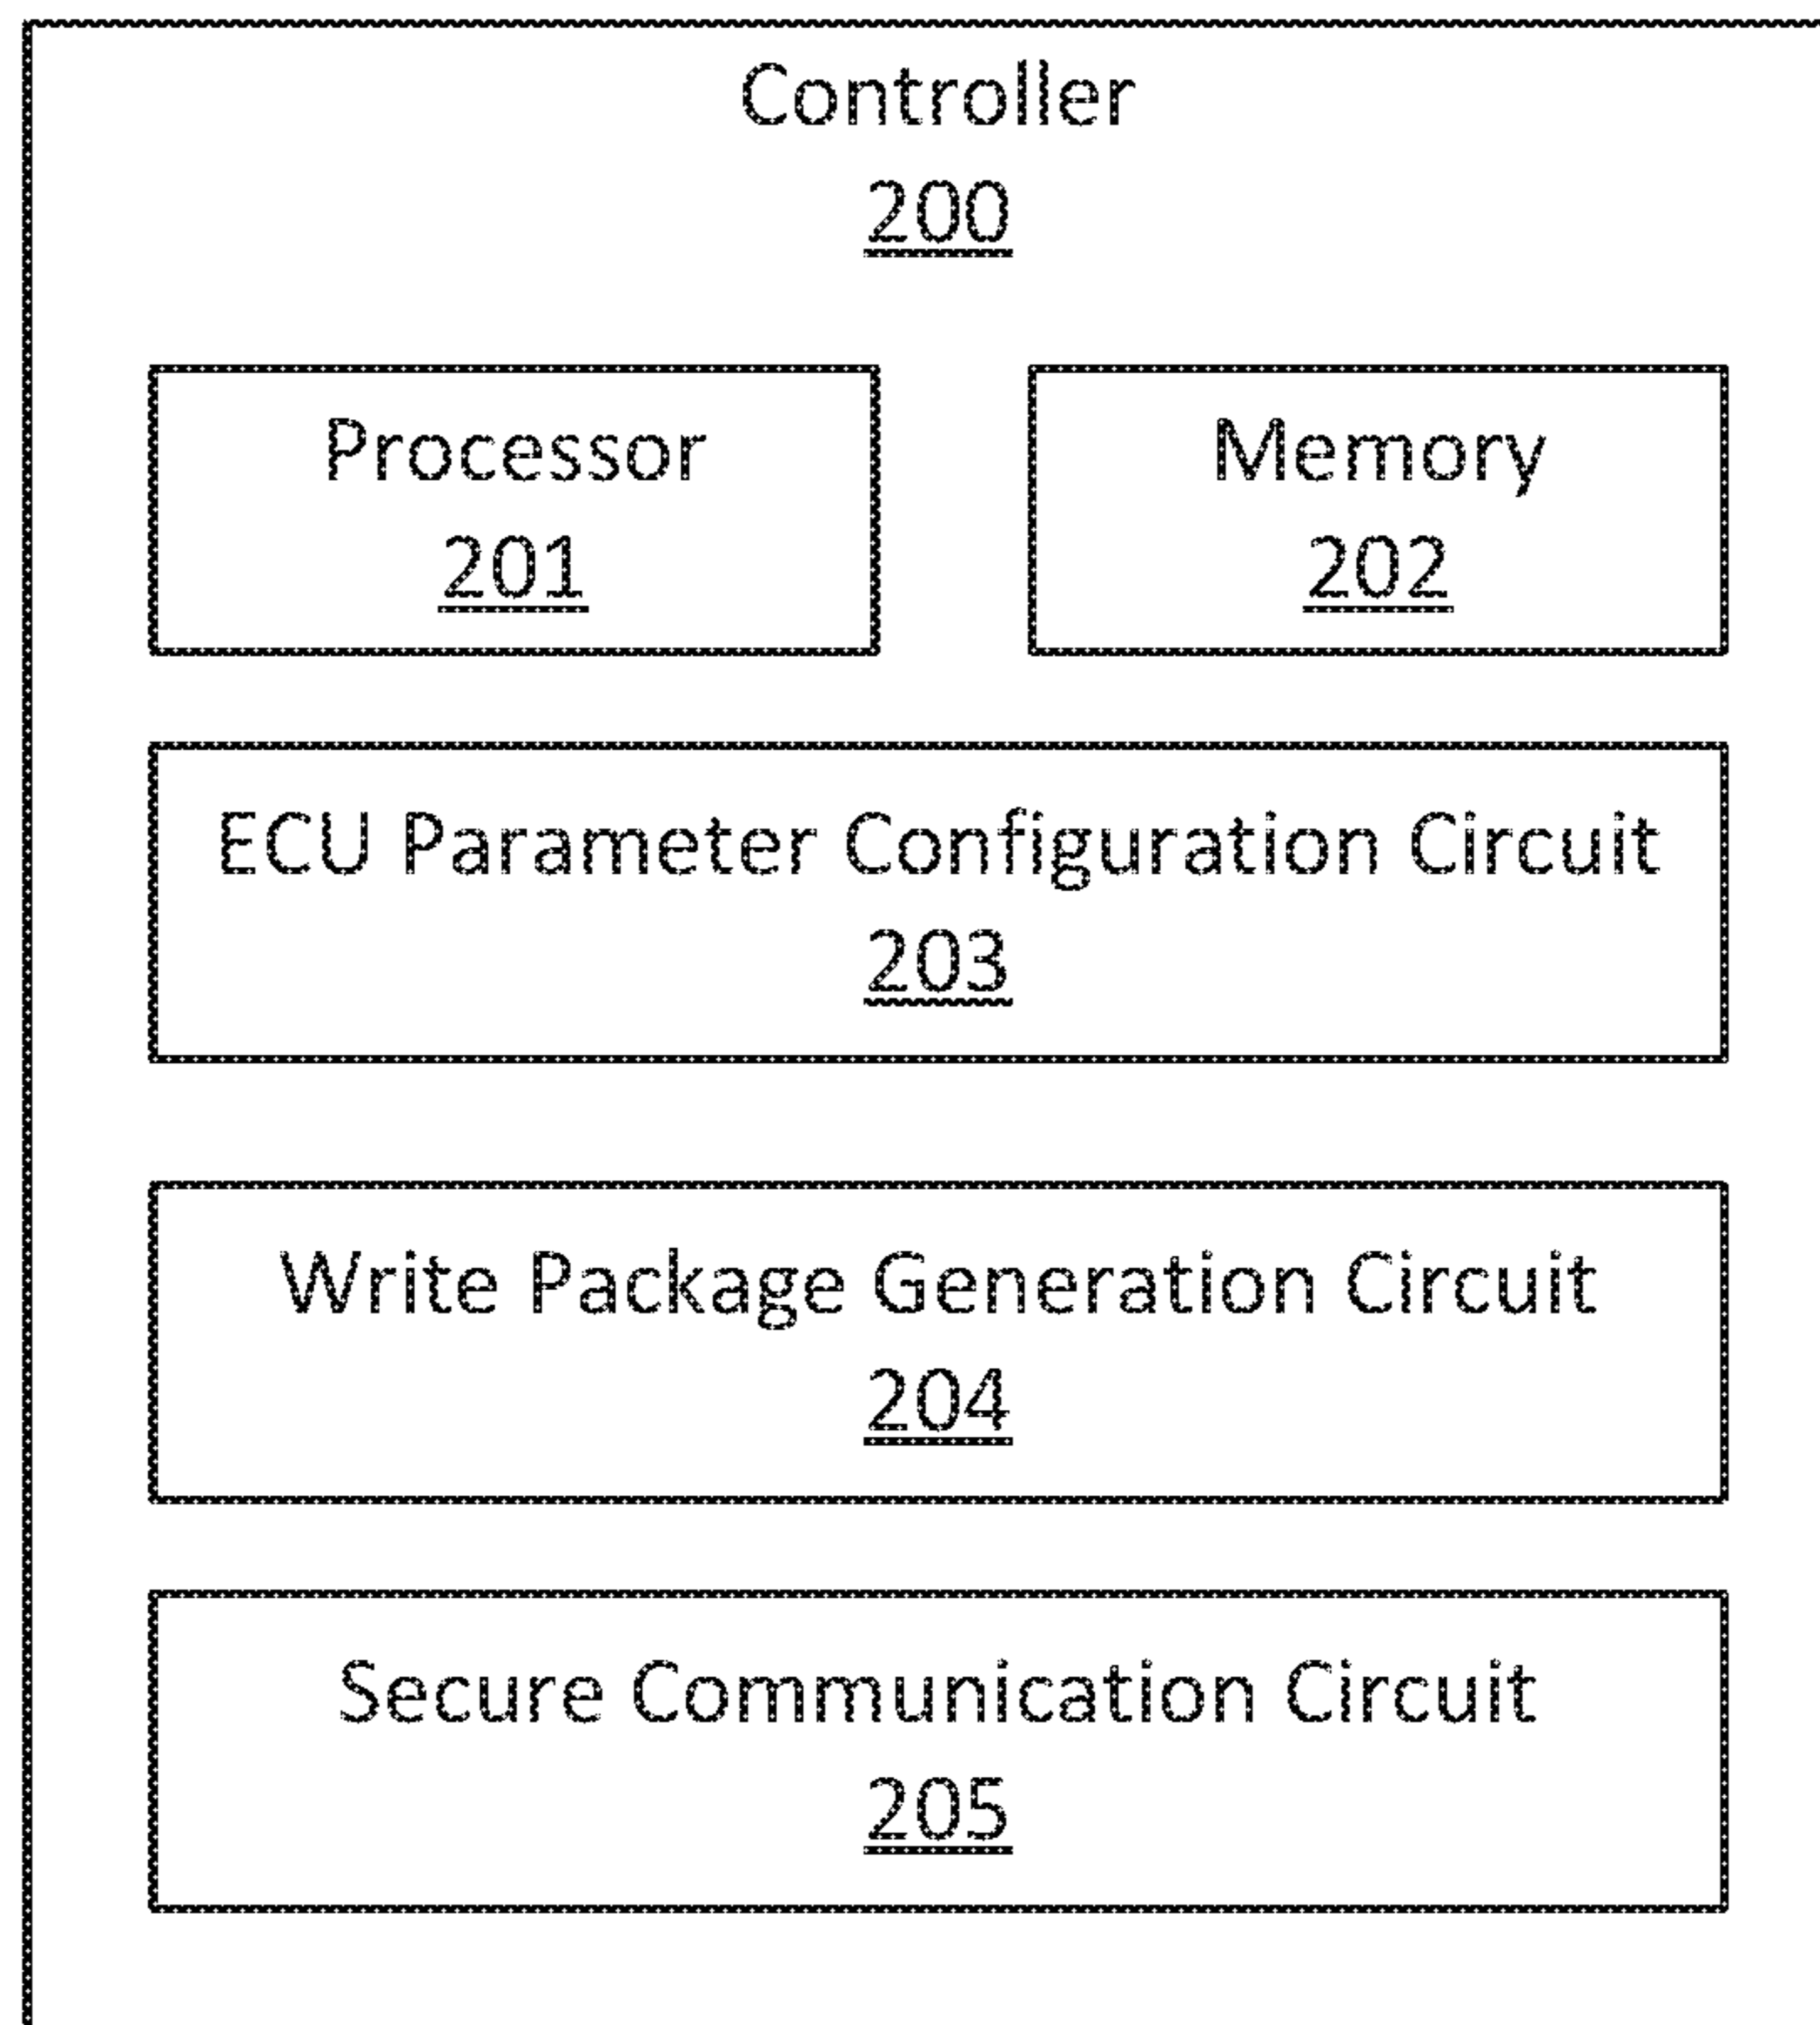 Controller
200
Processor
201
Memory
202
ECU Parameter Configuration Circuit
203
Write Package Generation Circuit
204
Secure Communication Circuit
205